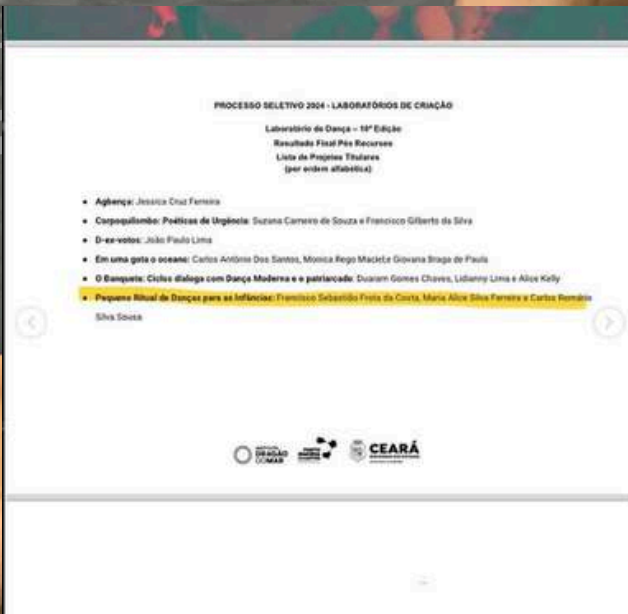 PROCESSO SELETIVO 2024 - LABORATÓRIOS DE CRIAÇÃO
Laboratório de Dança – 10ª Edição
Resultado Final Pós Recursos
Lista de Projetos Titulares
(por ordem alfabética)
Agbença: Jessica Cruz Ferreira
Corpoquilombo: Poéticas de Urgência: Suzana Carneiro de Souza e Francisco Gilberto da Silva
D-ex-votos: João Paulo Lima
Em uma gota o oceano: Carlos Antônio Dos Santos, Monica Rego Maciel e Giovana Braga de Paula
O Banquete: Ciclos dialoga com Dança Moderna e o patriarcado: Duaram Gomes Chaves, Lidianny Lima e Alice Kelly
Pequeno Ritual de Danças para as Infâncias: Francisco Sebastião Frota da Costa, Maria Alice Silva Ferreira e Carlos Romário
Silva Sousa
DRAGÃO
DOMAR
CEARÁ